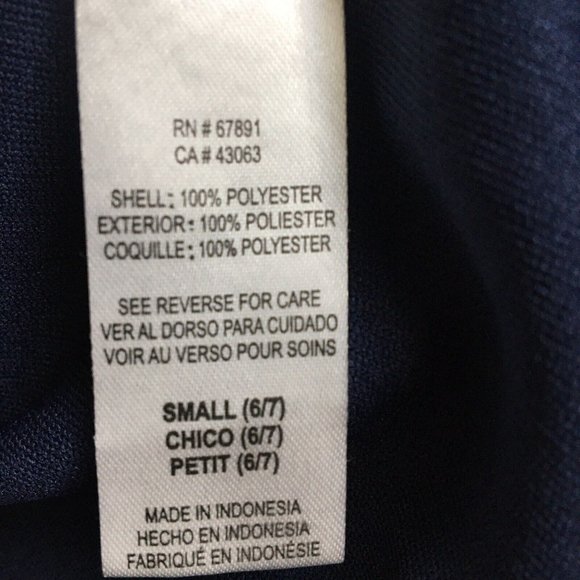 RN # 67891
CA # 43063
SHELL: 100% POLYESTER
EXTERIOR: 100% POLIESTER
COQUILLE: 100% POLYESTER
SEE REVERSE FOR CARE
VER AL DORSO PARA CUIDADO
VOIR AU VERSO POUR SOINS
SMALL (6/7)
CHICO (6/7)
PETIT (6/7)
MADE IN INDONESIA
HECHO EN INDONESIA
FABRIQUÉ EN INDONÉSIE